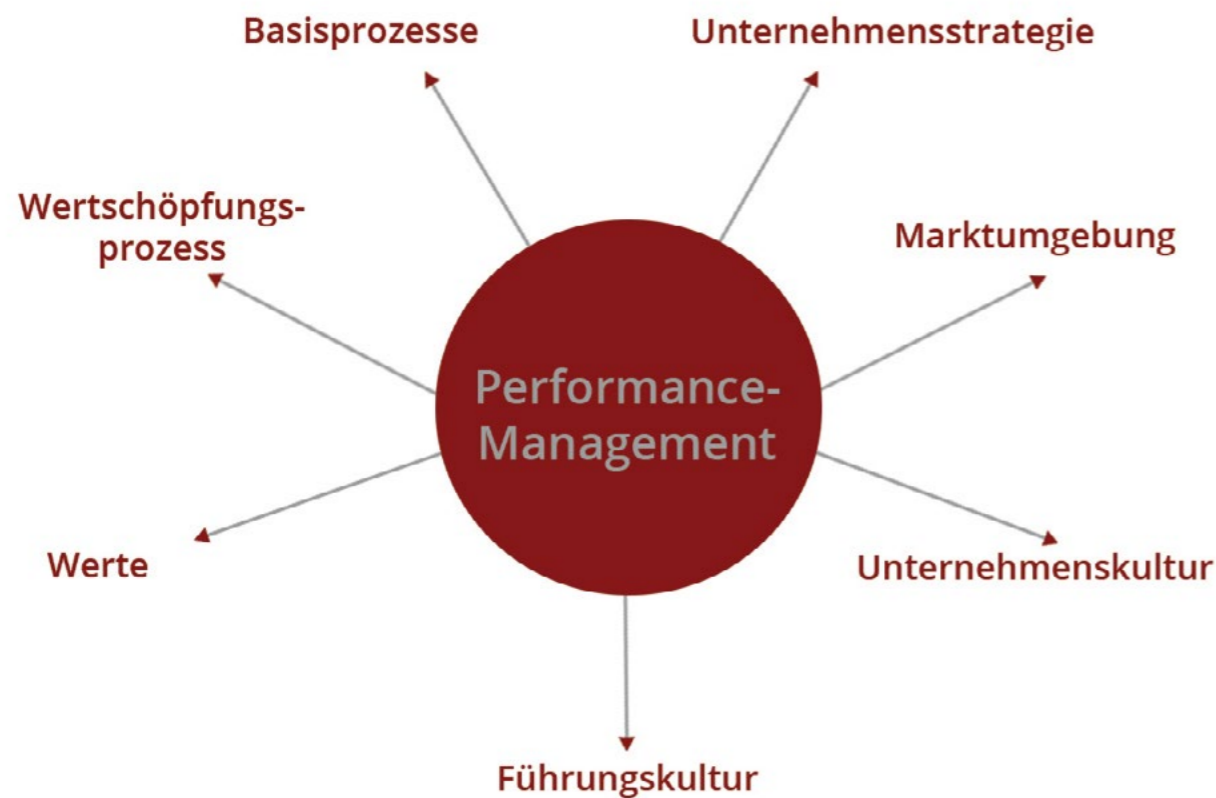 Basisprozesse
Unternehmensstrategie
Wertschöpfungs-
prozess
Marktumgebung
Performance-
Management
Werte
Unternehmenskultur
Führungskultur